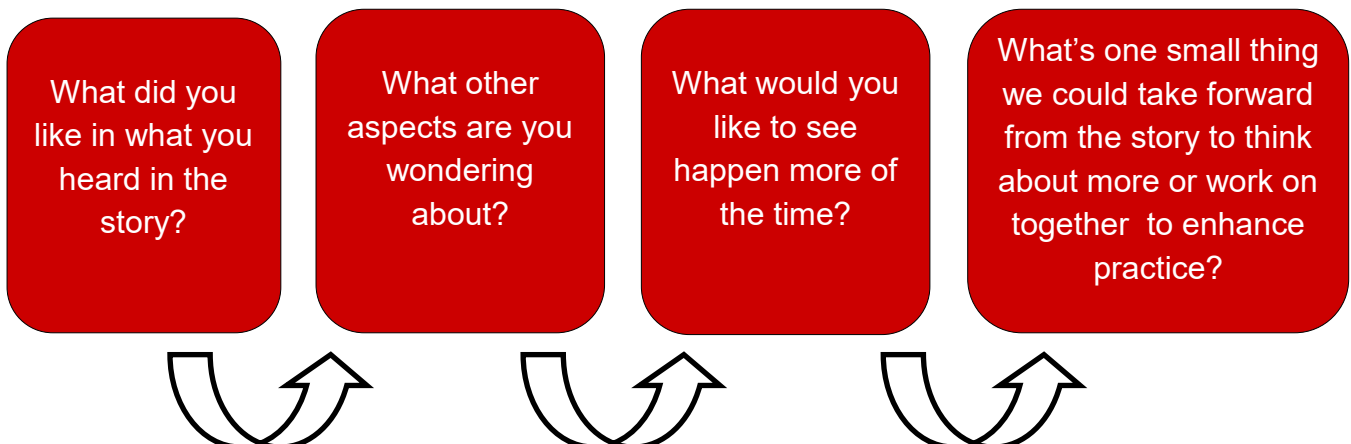 What did you
like in what you
heard in the
story?
What other
aspects are you
wondering
about?
What would you
like to see
happen more of
the time?
What’s one small thing
we could take forward
from the story to think
about more or work on
together  to enhance
practice?